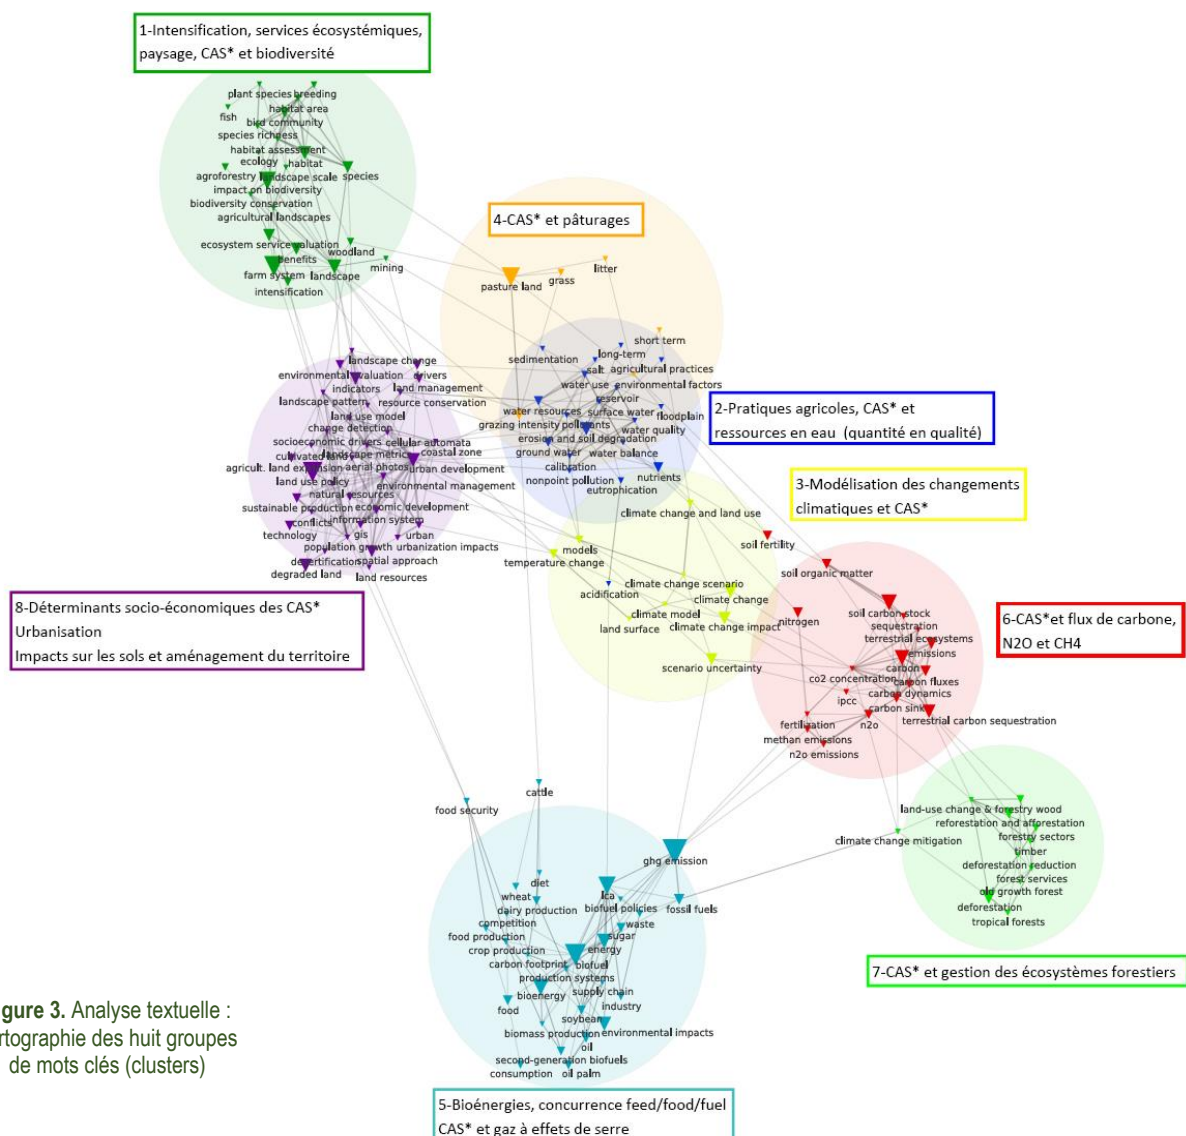 1-Intensification, services écosystémiques,
paysage, CAS* et biodiversité
plant species
breeding
habitat area
fish
bird community
species richness
habitat assessment
ecology
habitat
agroforestry
landscape scale
species
impact on biodiversity
biodiversity conservation
agricultural landscapes
ecosystem service valuation
woodland
benefits
mining
farm system
landscape
intensification
4-CAS* et pâturages
litter
grass
pasture land
short term
sedimentation
long-term
salt
agricultural practices
water use
environmental factors
reservoir
water resources
surface water
floodplain
grazing intensity
pollutants
water quality
erosion and soil degradation
ground water
water balance
calibration
nonpoint pollution
nutrients
eutrophication
2-Pratiques agricoles, CAS* et
ressources en eau (quantité en qualité)
landscape change
environmental valuation
drivers
indicators
land management
landscape pattern
resource conservation
land use model
change detection
socioeconomic drivers
cellular automata
cultivated land
landscape metrics
coastal zone
agricult. land expansion
aerial photos
urban development
land use policy
environmental management
natural resources
sustainable production
economic development
conflicts
information system
technology
gis
urban
population growth
urbanization impacts
desertification
spatial approach
degraded land
land resources
8-Déterminants socio-économiques des CAS*
Urbanisation
Impacts sur les sols et aménagement du territoire
3-Modélisation des changements
climatiques et CAS*
climate change and land use
models
temperature change
climate change scenario
acidification
climate change
climate model
land surface
climate change impact
scenario uncertainty
soil fertility
soil organic matter
soil carbon stock
nitrogen
sequestration
terrestrial ecosystems
emissions
carbon
co2 concentration
carbon fluxes
carbon dynamics
ipcc
carbon sink
terrestrial carbon sequestration
fertilization
n2o
methan emissions
n2o emissions
6-CAS*et flux de carbone,
N2O et CH4
land-use change & forestry
wood
reforestation and afforestation
climate change mitigation
forestry sectors
timber
deforestation reduction
forest services
old growth forest
deforestation
tropical forests
7-CAS* et gestion des écosystèmes forestiers
cattle
food security
ghg emission
diet
wheat
lca
dairy production
biofuel policies
fossil fuels
competition
waste
food production
sugar
crop production
energy
carbon footprint
biofuel
production systems
bioenergy
supply chain
food
industry
soybean
biomass production
environmental impacts
oil
second-generation biofuels
consumption
oil palm
5-Bioénergies, concurrence feed/food/fuel
CAS* et gaz à effets de serre
gure 3. Analyse textuelle :
rtographie des huit groupes
de mots clés (clusters)